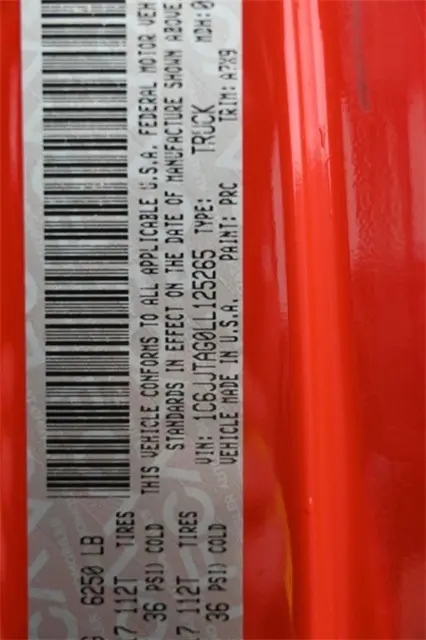 6250 LB
7 112T TIRES
36 PSI) COLD
7 112T TIRES
36 PSI) COLD
THIS VEHICLE CONFORMS TO ALL APPLICABLE U.S.A. FEDERAL MOTOR VEH
STANDARDS IN EFFECT ON THE DATE OF MANUFACTURE SHOWN ABOVE
VIN: 1C6JJTAG0LL125265 TYPE: TRUCK MDH:0
VEHICLE MADE IN U.S.A. PAINT: PRC TRIM: A7X9